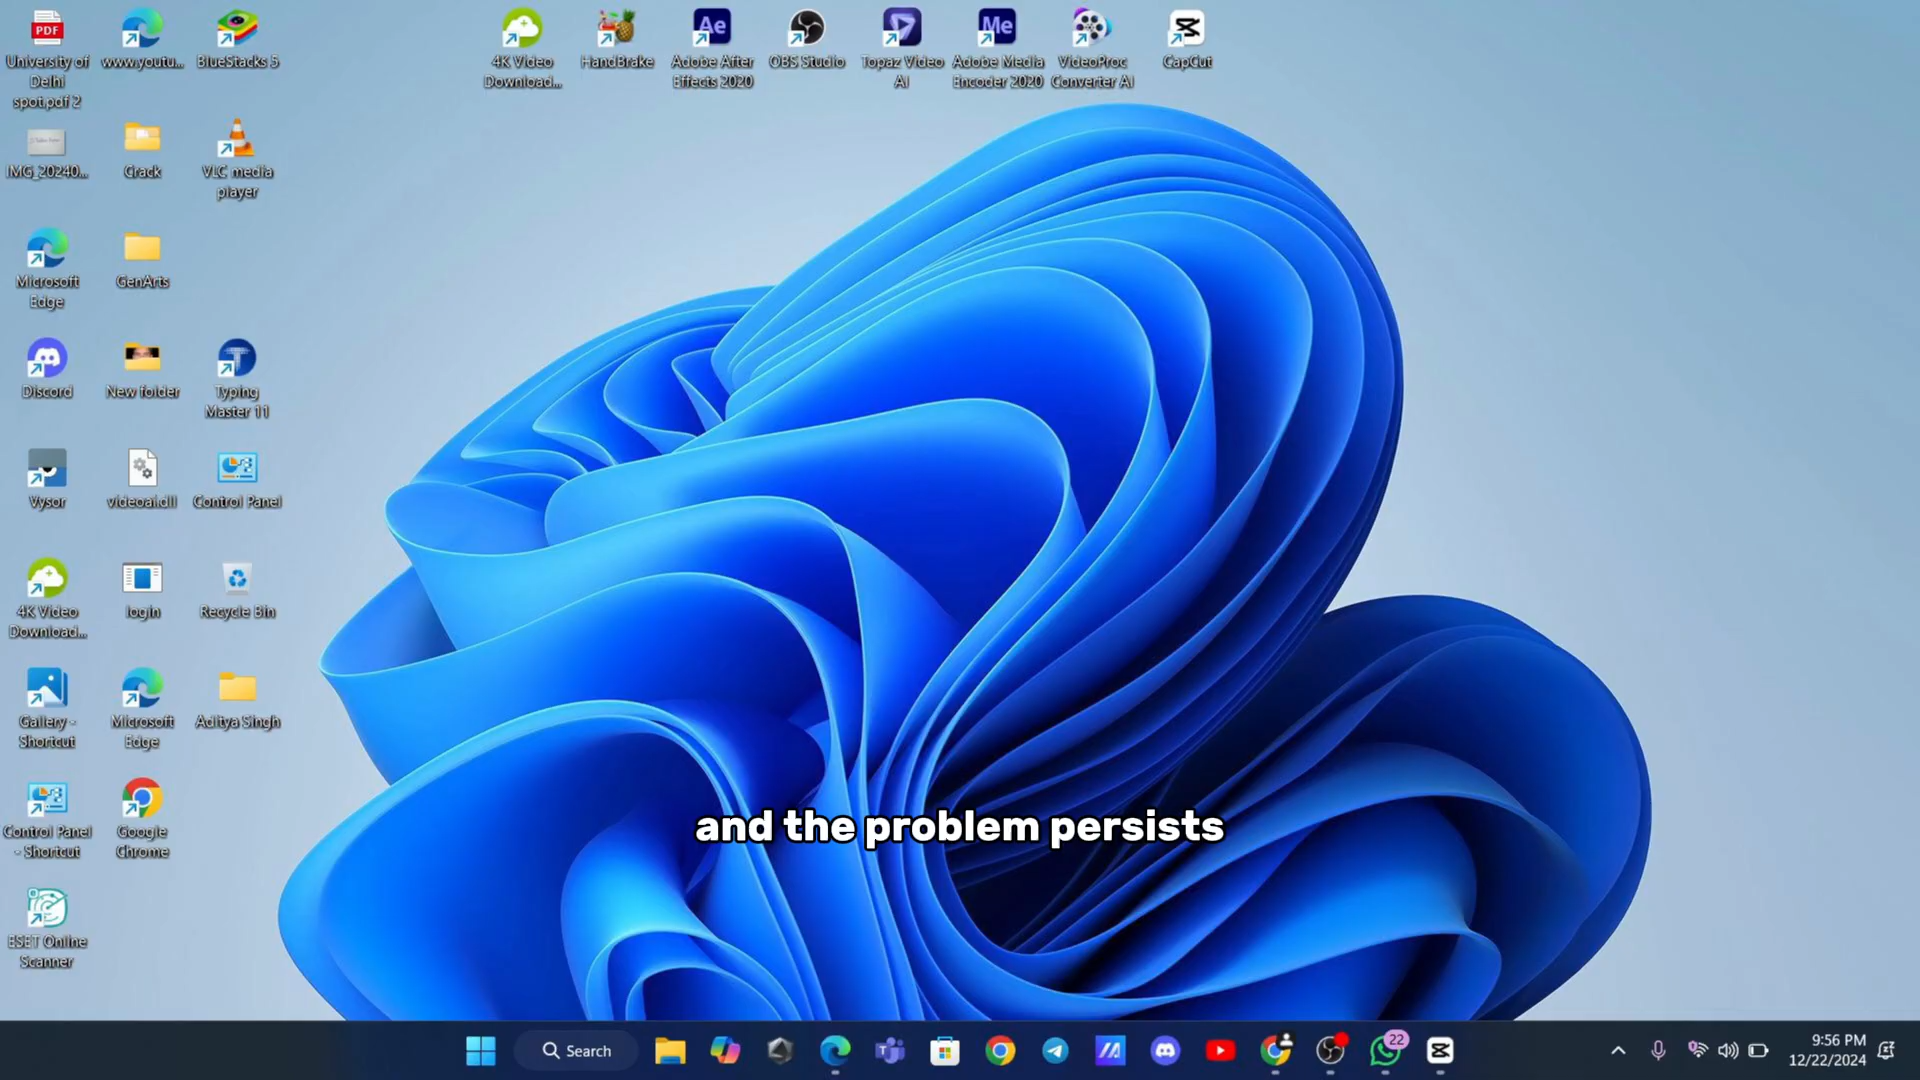 PDF
University of
Delhi
spot.pdf 2
www.youtu...
BlueStacks 5
4K Video
Download...
HandBrake
Ae
Adobe After
Effects 2020
OBS Studio
Topaz Video
AI
Me
Adobe Media
Encoder 2020
VideoProc
Converter AI
CapCut
IMG_20240...
Crack
VLC media
player
Microsoft
Edge
GenArts
Discord
New folder
Typing
Master 11
Vysor
videoai.dll
Control Panel
4K Video
Download...
login
Recycle Bin
Gallery -
Shortcut
Microsoft
Edge
Aditya Singh
Control Panel
- Shortcut
Google
Chrome
and the problem persists
ESET Online
Scanner
Search
22
9:56 PM
12/22/2024